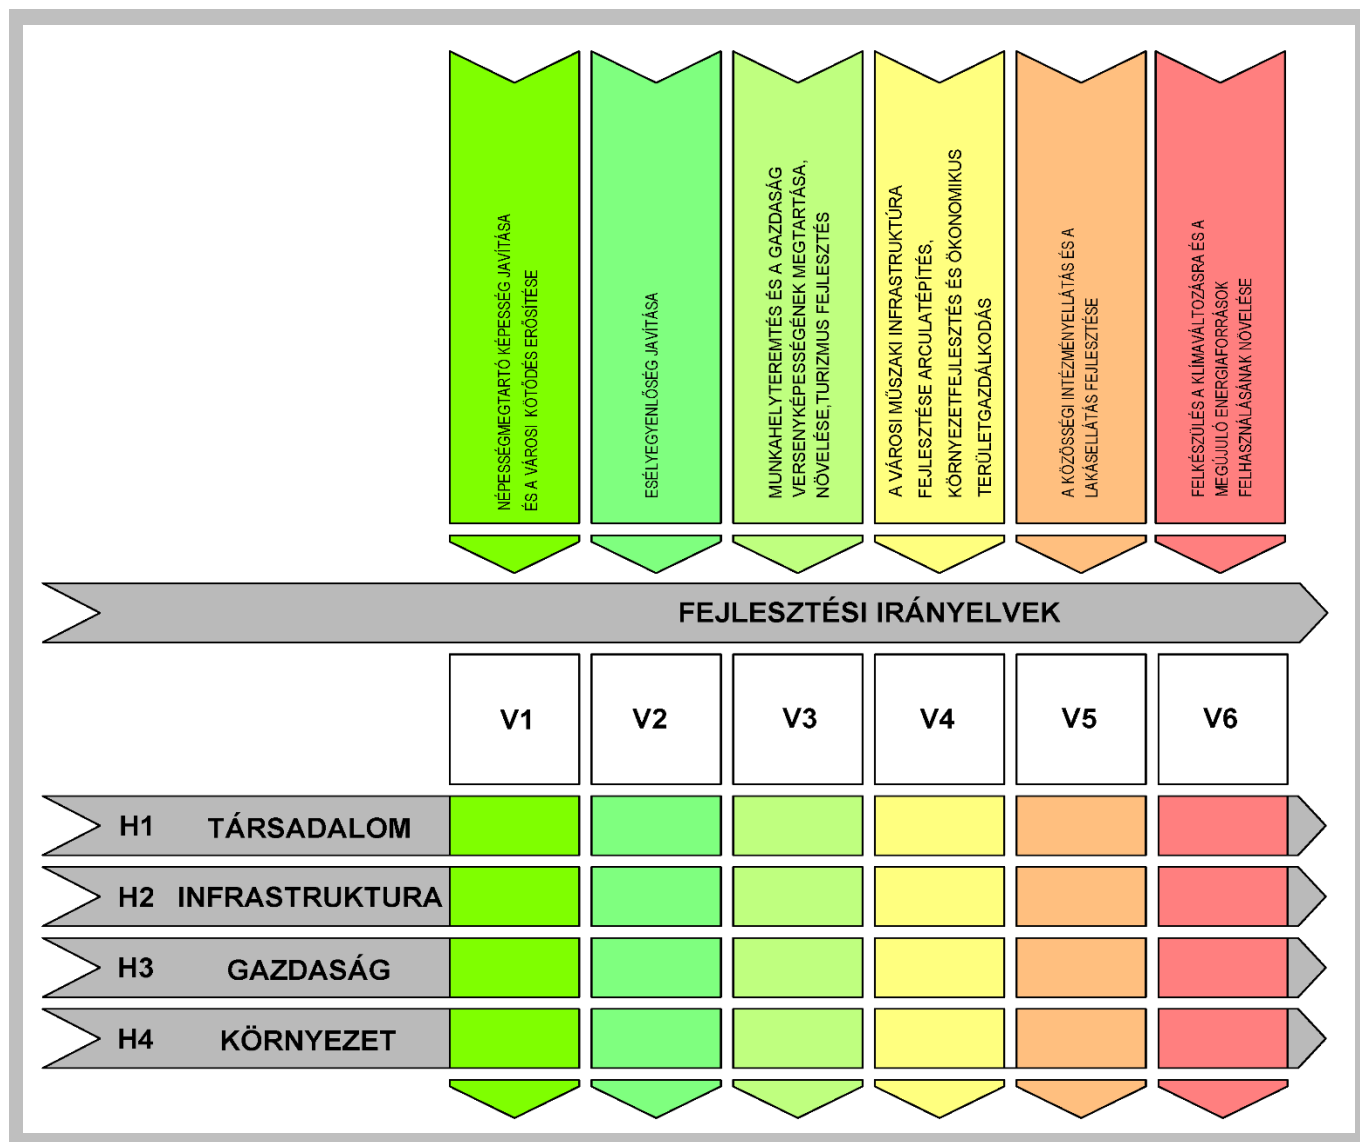 NÉPESSÉGMEGTARTÓ KÉPESSÉG JAVÍTÁSA
ÉS A VÁROSI KÖTŐDÉS ERŐSÍTÉSE
ESÉLYEGYENLŐSÉG JAVÍTÁSA
MUNKAHELYTEREMTÉS ÉS A GAZDASÁG
VERSENYKÉPESSÉGÉNEK MEGTARTÁSA,
NÖVELÉSE,TURIZMUS FEJLESZTÉS
A VÁROSI MŰSZAKI INFRASTRUKTÚRA
FEJLESZTÉSE ARCULATÉPÍTÉS,
KÖRNYEZETFEJLESZTÉS ÉS ÖKONOMIKUS
TERÜLETGAZDÁLKODÁS
A KÖZÖSSÉGI INTÉZMÉNYELLÁTÁS ÉS A
LAKÁSELLÁTÁS FEJLESZTÉSE
FELKÉSZÜLÉS A KLÍMAVÁLTOZÁSRA ÉS A
MEGÚJULÓ ENERGIAFORRÁSOK
FELHASZNÁLÁSÁNAK NÖVELÉSE
FEJLESZTÉSI IRÁNYELVEK
V1 V2 V3 V4 V5 V6
H1 TÁRSADALOM
H2 INFRASTRUKTURA
H3 GAZDASÁG
H4 KÖRNYEZET